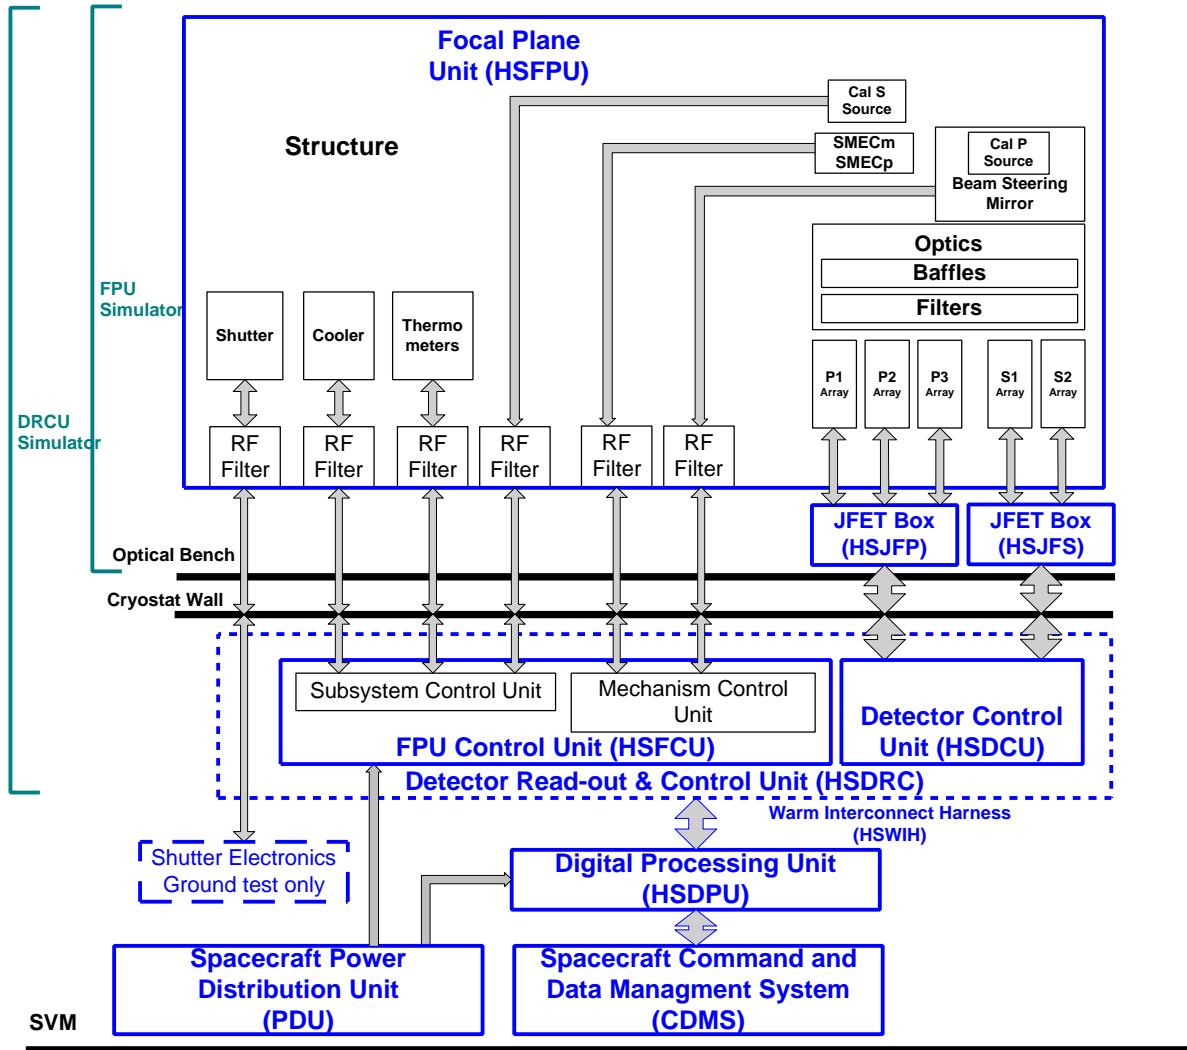 Focal Plane
Unit (HSFPU)
Cal S
Source
Structure
SMECm
SMECp
Cal P
Source
Beam Steering
Mirror
Optics
Baffles
Filters
FPU
Simulator
Shutter
Cooler
Thermo
meters
P1
Array
P2
Array
P3
Array
S1
Array
S2
Array
DRCU
Simulator
RF
Filter
RF
Filter
RF
Filter
RF
Filter
RF
Filter
RF
Filter
JFET Box
(HSJFP)
JFET Box
(HSJFS)
Optical Bench
Cryostat Wall
Subsystem Control Unit
Mechanism Control
Unit
FPU Control Unit (HSFCU)
Detector Control
Unit (HSDCU)
Detector Read-out & Control Unit (HSDRC)
Warm Interconnect Harness
(HSWIH)
Shutter Electronics
Ground test only
Digital Processing Unit
(HSDPU)
Spacecraft Power
Distribution Unit
(PDU)
Spacecraft Command and
Data Managment System
(CDMS)
SVM